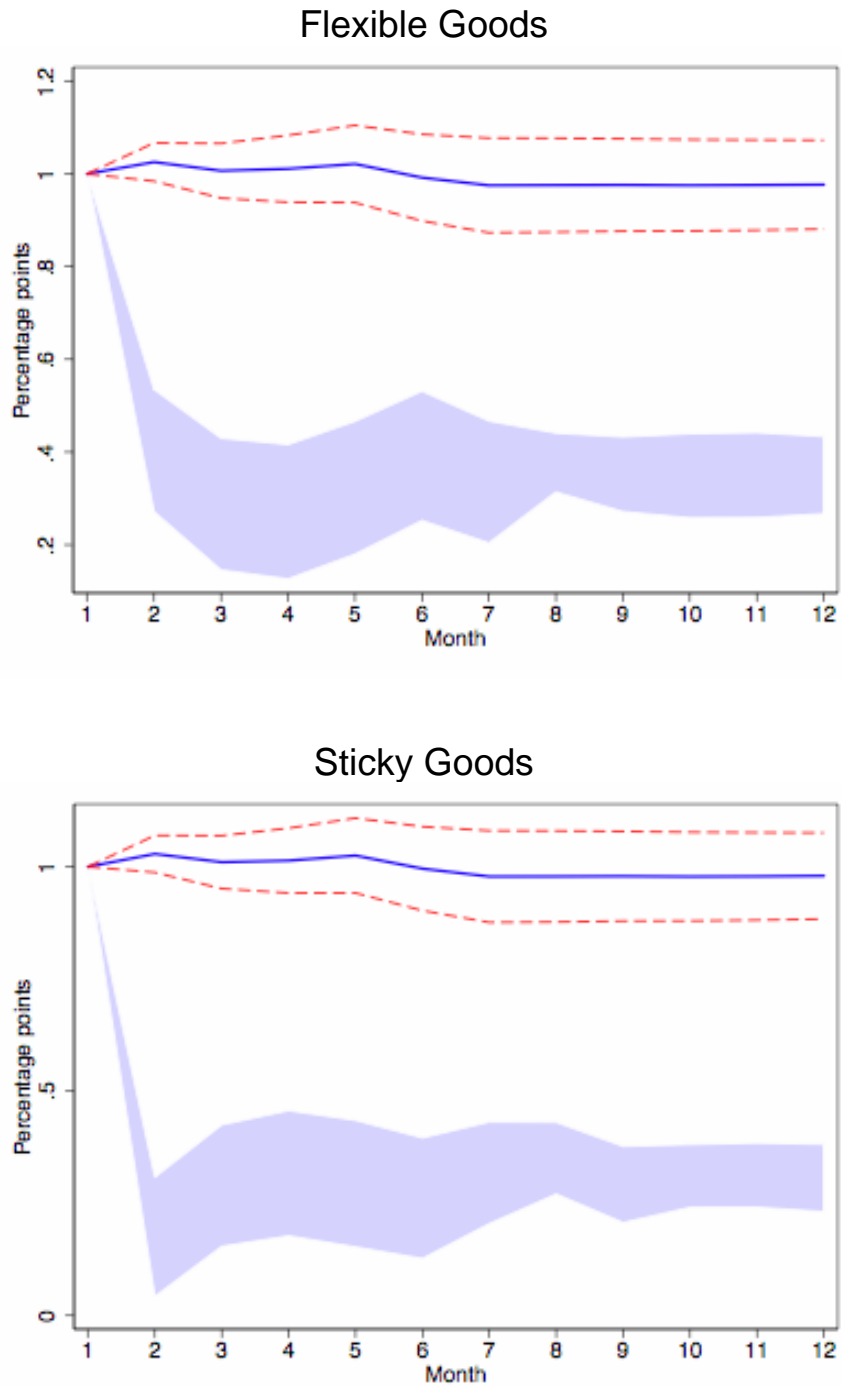 Flexible Goods
1.2
1
.8
.6
.4
.2
Percentage points
1 2 3 4 5 6 7 8 9 10 11 12
Month
Sticky Goods
1
.5
0
Percentage points
1 2 3 4 5 6 7 8 9 10 11 12
Month